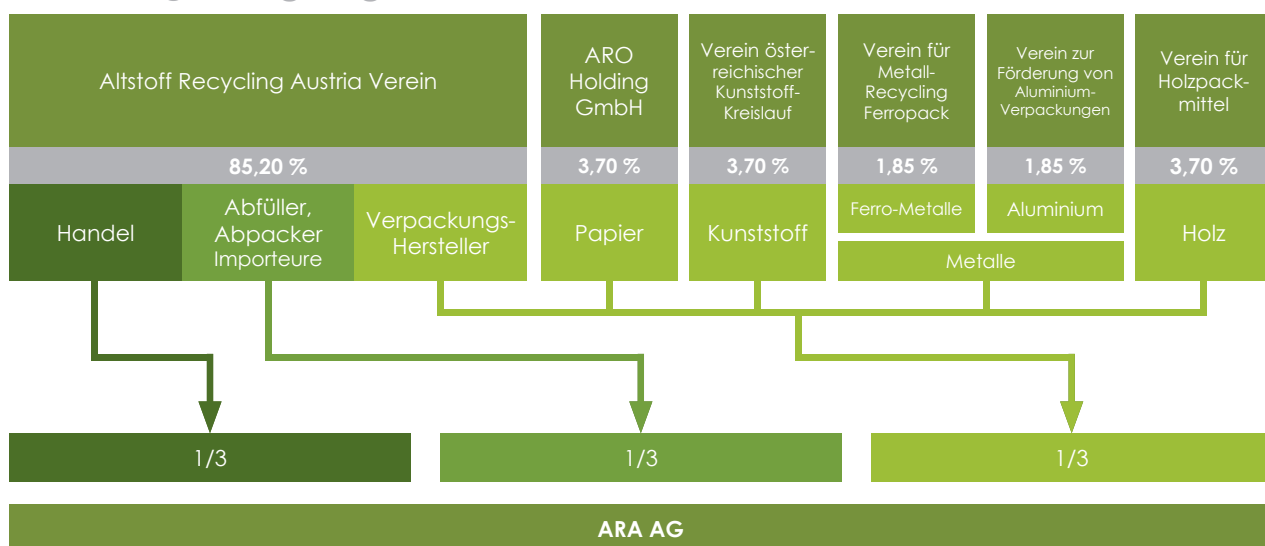 Altstoff Recycling Austria Verein
ARO
Holding
GmbH
Verein öster-
reichischer
Kunststoff-
Kreislauf
Verein für
Metall-
Recycling
Ferropack
Verein zur
Förderung von
Aluminium-
Verpackungen
Verein für
Holzpack-
mittel
85,20 %
3,70 %
3,70 %
1,85 %
1,85 %
3,70 %
Handel
Abfüller,
Abpacker
Importeure
Verpackungs-
Hersteller
Papier
Kunststoff
Ferro-Metalle
Aluminium
Metalle
Holz
1/3
1/3
1/3
ARA AG